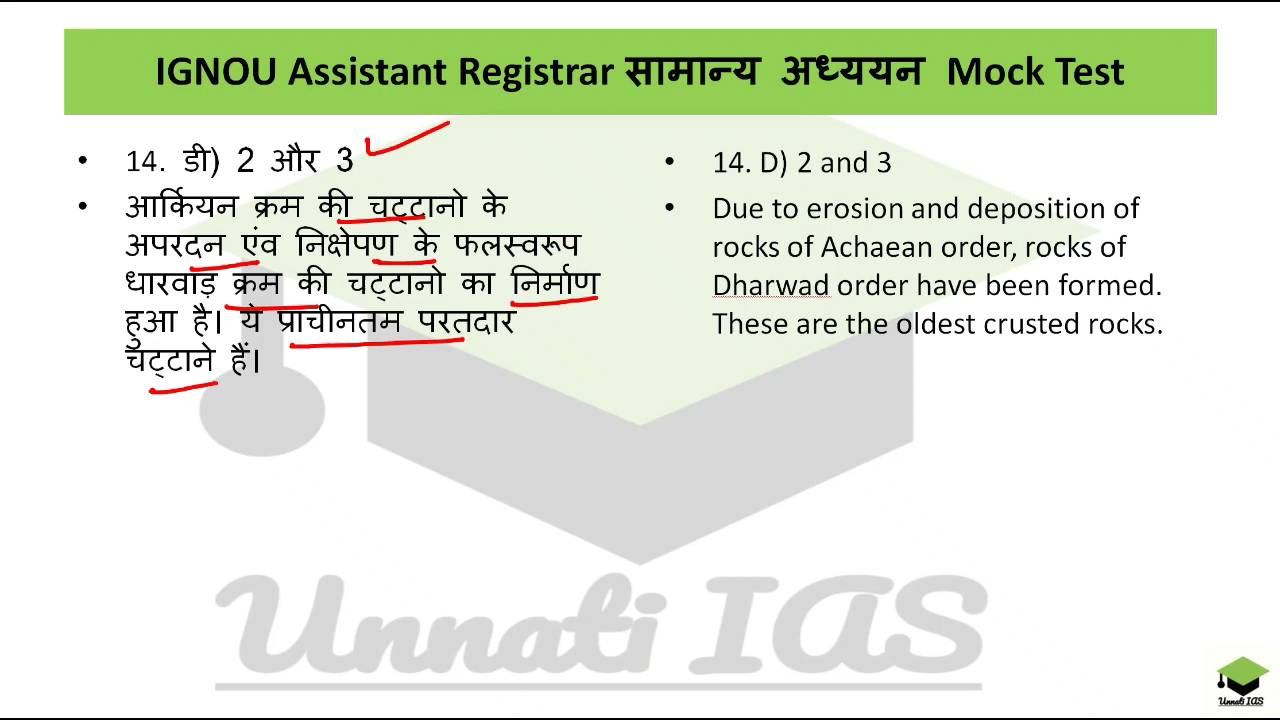 IGNOU Assistant Registrar सामान्य अध्ययन Mock Test
• 14. डी) 2 और 3
• आर्कियन क्रम की चट्टानो के
अपरदन एंव निक्षेपण के फलस्वरूप
धारवाड़ क्रम की चट्टानो का निर्माण
हुआ है। ये प्राचीनतम परतदार
चट्टाने हैं।
• 14. D) 2 and 3
• Due to erosion and deposition of
rocks of Achaean order, rocks of
Dharwad order have been formed.
These are the oldest crusted rocks.
Unnati IAS
Unnati IAS